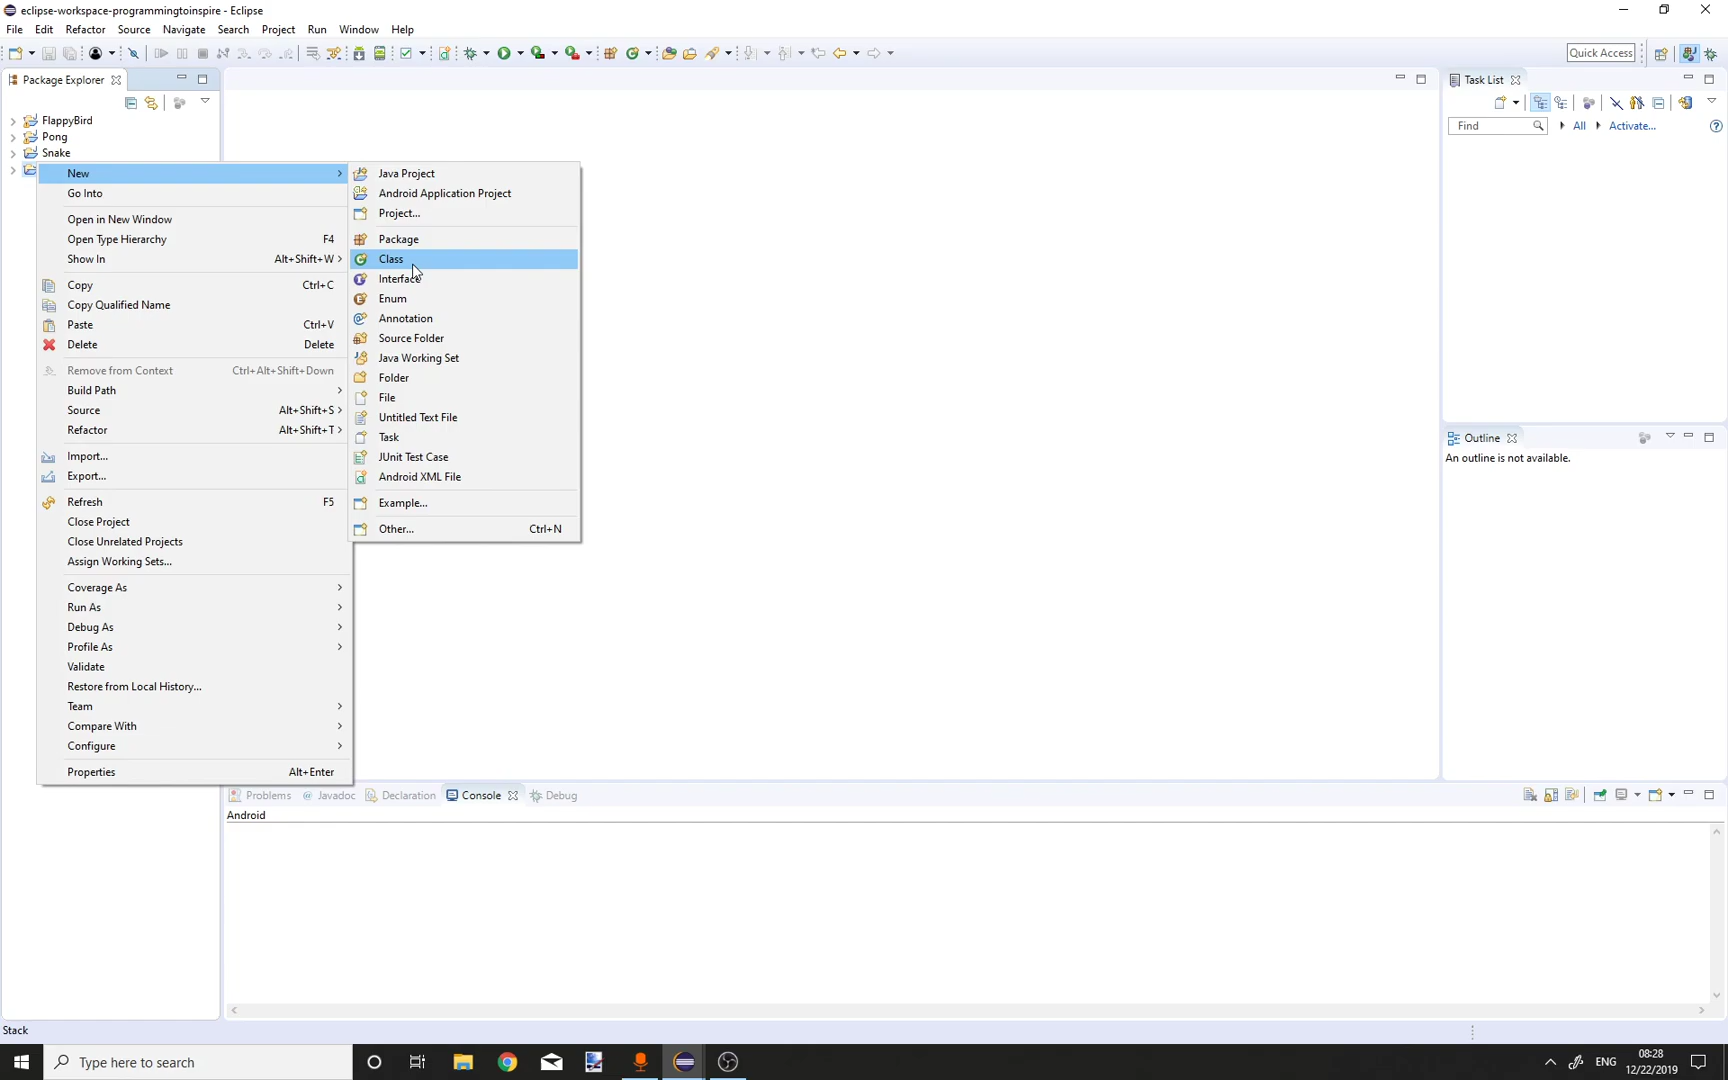 eclipse-workspace-programmingtoinspire - Eclipse
File Edit Refactor Source Navigate Search Project Run Window Help
Quick Access
Package Explorer
Task List
FlappyBird
Pong
Snake
Find All Activate...
New
Go Into
Open in New Window
Open Type Hierarchy F4
Show In Alt+Shift+W
Copy Ctrl+C
Copy Qualified Name
Paste Ctrl+V
Delete Delete
Remove from Context Ctrl+Alt+Shift+Down
Build Path
Source Alt+Shift+S
Refactor Alt+Shift+T
Import...
Export...
Refresh F5
Close Project
Close Unrelated Projects
Assign Working Sets...
Coverage As
Run As
Debug As
Profile As
Validate
Restore from Local History...
Team
Compare With
Configure
Properties Alt+Enter
Java Project
Android Application Project
Project...
Package
Class
Interface
Enum
Annotation
Source Folder
Java Working Set
Folder
File
Untitled Text File
Task
JUnit Test Case
Android XML File
Example...
Other... Ctrl+N
Outline
An outline is not available.
Problems Javadoc Declaration Console Debug
Android
Stack
Type here to search
ENG
08:28
12/22/2019